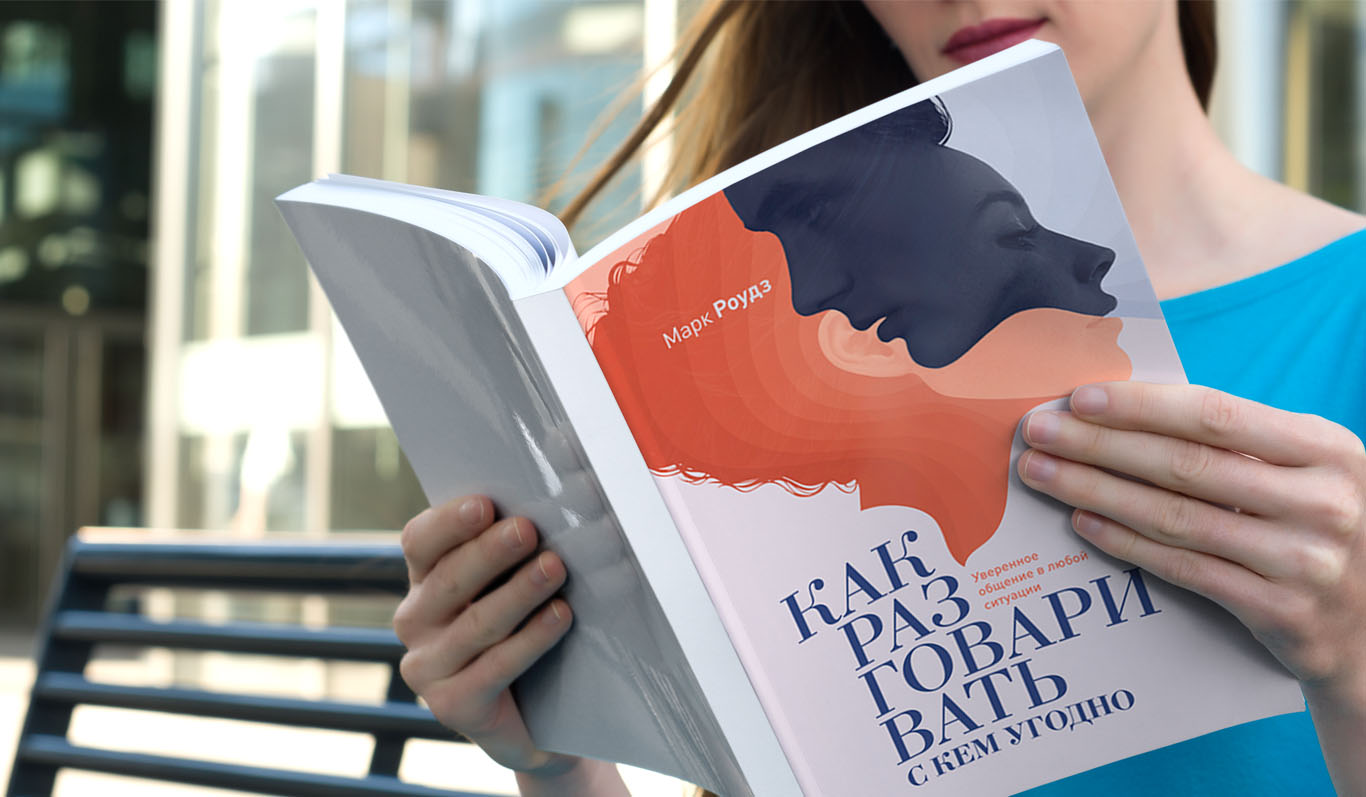 Марк Роудз
КАК
РАЗ
ГОВАРИ
ВАТЬ
С КЕМ УГОДНО
Уверенное
общение в любой
ситуации